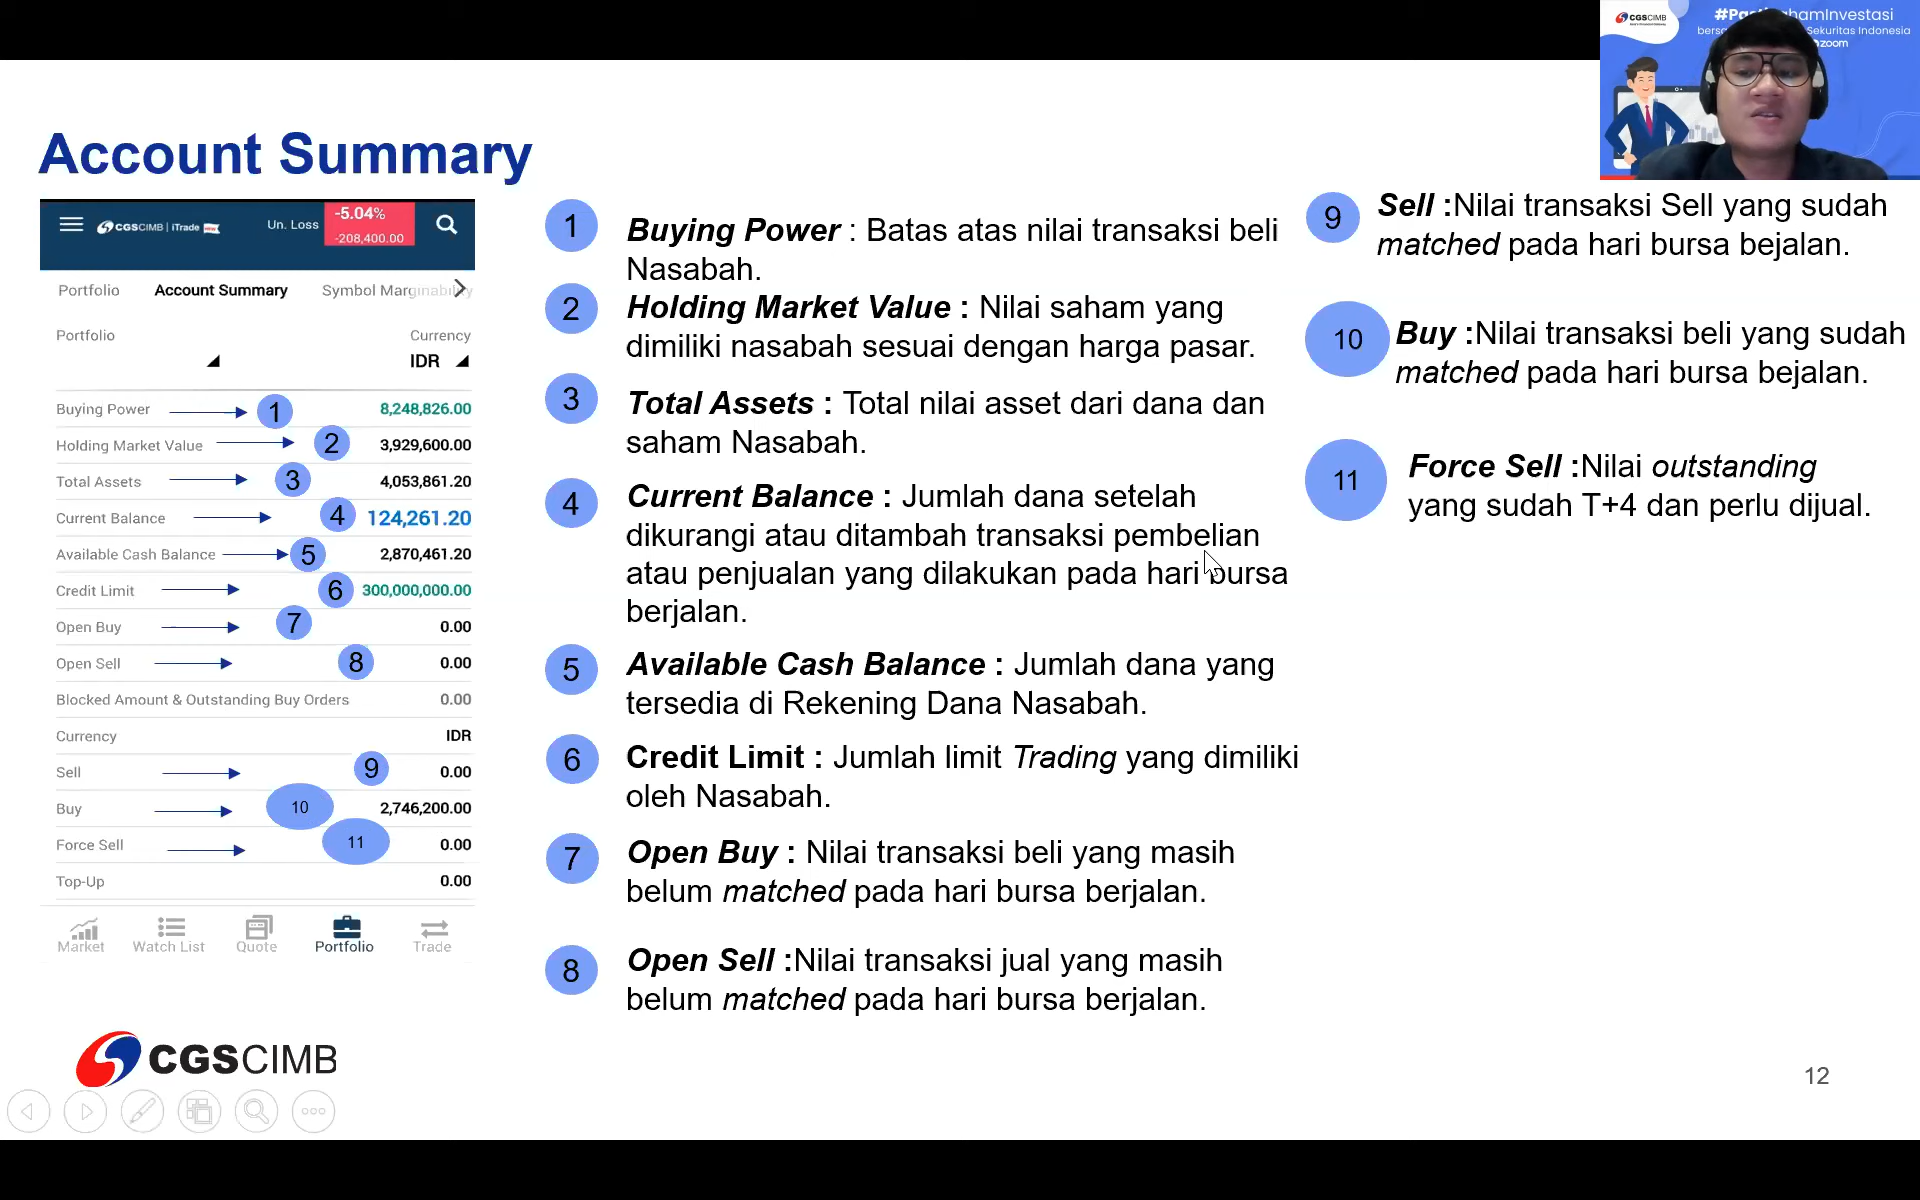 CGSCIMB
#Pa hamInvestasi
bers Sekuritas Indonesia
zoom
Account Summary
CGSCIMB | iTrade
Un. Loss
-5.04%
-208,400.00
Portfolio Account Summary Symbol Marginability
Portfolio Currency
IDR
Buying Power 1 8,248,826.00
Holding Market Value 2 3,929,600.00
Total Assets 3 4,053,861.20
Current Balance 4 124,261.20
Available Cash Balance 5 2,870,461.20
Credit Limit 6 300,000,000.00
Open Buy 7 0.00
Open Sell 8 0.00
Blocked Amount & Outstanding Buy Orders 0.00
Currency IDR
Sell 9 0.00
Buy 10 2,746,200.00
Force Sell 11 0.00
Top-Up 0.00
Market Watch List Quote Portfolio Trade
1 Buying Power : Batas atas nilai transaksi beli
Nasabah.
2 Holding Market Value : Nilai saham yang
dimiliki nasabah sesuai dengan harga pasar.
3 Total Assets : Total nilai asset dari dana dan
saham Nasabah.
4 Current Balance : Jumlah dana setelah
dikurangi atau ditambah transaksi pembelian
atau penjualan yang dilakukan pada hari bursa
berjalan.
5 Available Cash Balance : Jumlah dana yang
tersedia di Rekening Dana Nasabah.
6 Credit Limit : Jumlah limit Trading yang dimiliki
oleh Nasabah.
7 Open Buy : Nilai transaksi beli yang masih
belum matched pada hari bursa berjalan.
8 Open Sell :Nilai transaksi jual yang masih
belum matched pada hari bursa berjalan.
9 Sell :Nilai transaksi Sell yang sudah
matched pada hari bursa bejalan.
10 Buy :Nilai transaksi beli yang sudah
matched pada hari bursa bejalan.
11 Force Sell :Nilai outstanding
yang sudah T+4 dan perlu dijual.
CGSCIMB
12